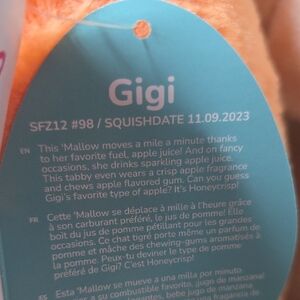 Gigi
SFZ12 #98 / SQUISHDATE 11.09.2023
EN This 'Mallow moves a mile a minute thanks
to her favorite fuel, apple juice! And on fancy
occasions, she drinks sparkling apple juice.
This tabby even wears a crisp apple fragrance
and chews apple flavored gum. Can you guess
Gigi's favorite type of apple? It's Honeycrisp!
FR Cette 'Mallow se déplace à mille à l'heure grâce
à son carburant préféré, le jus de pomme! Elle
boit du jus de pomme pétillant pour les grandes
occasions. Ce chat tigré porte même un parfum de
pomme et mâche des chewing-gums aromatisés à
la pomme. Peux-tu deviner le type de pomme
préféré de Gigi? C'est Honeycrisp!
ES Esta 'Mallow se mueve a una milla por minuto
a su combustible favorito, jugo de manzana!
bebe jugo de manzana
fragancia de